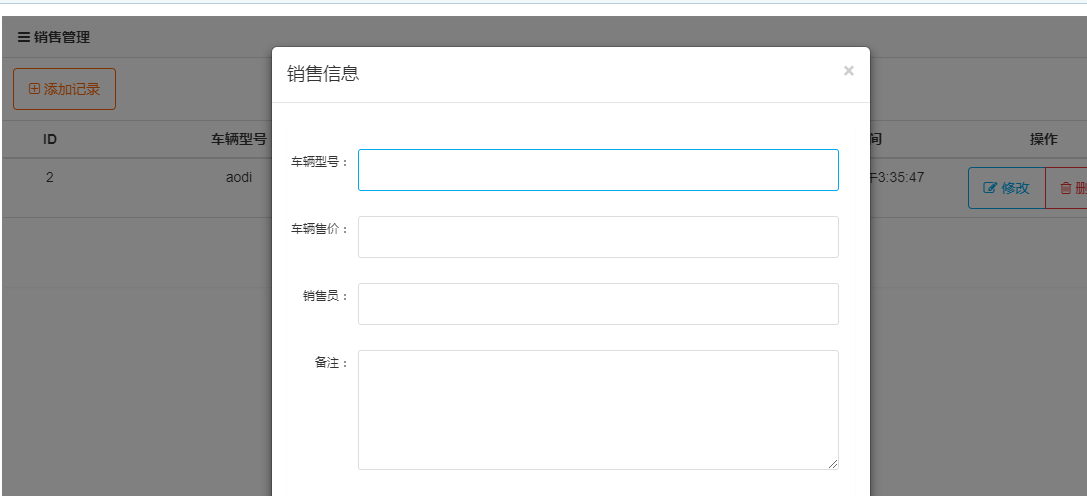 销售管理
添加记录
销售信息
×
ID
车辆型号
间
操作
2
aodi
3:35:47
修改
删
车辆型号：
车辆售价：
销售员：
备注：